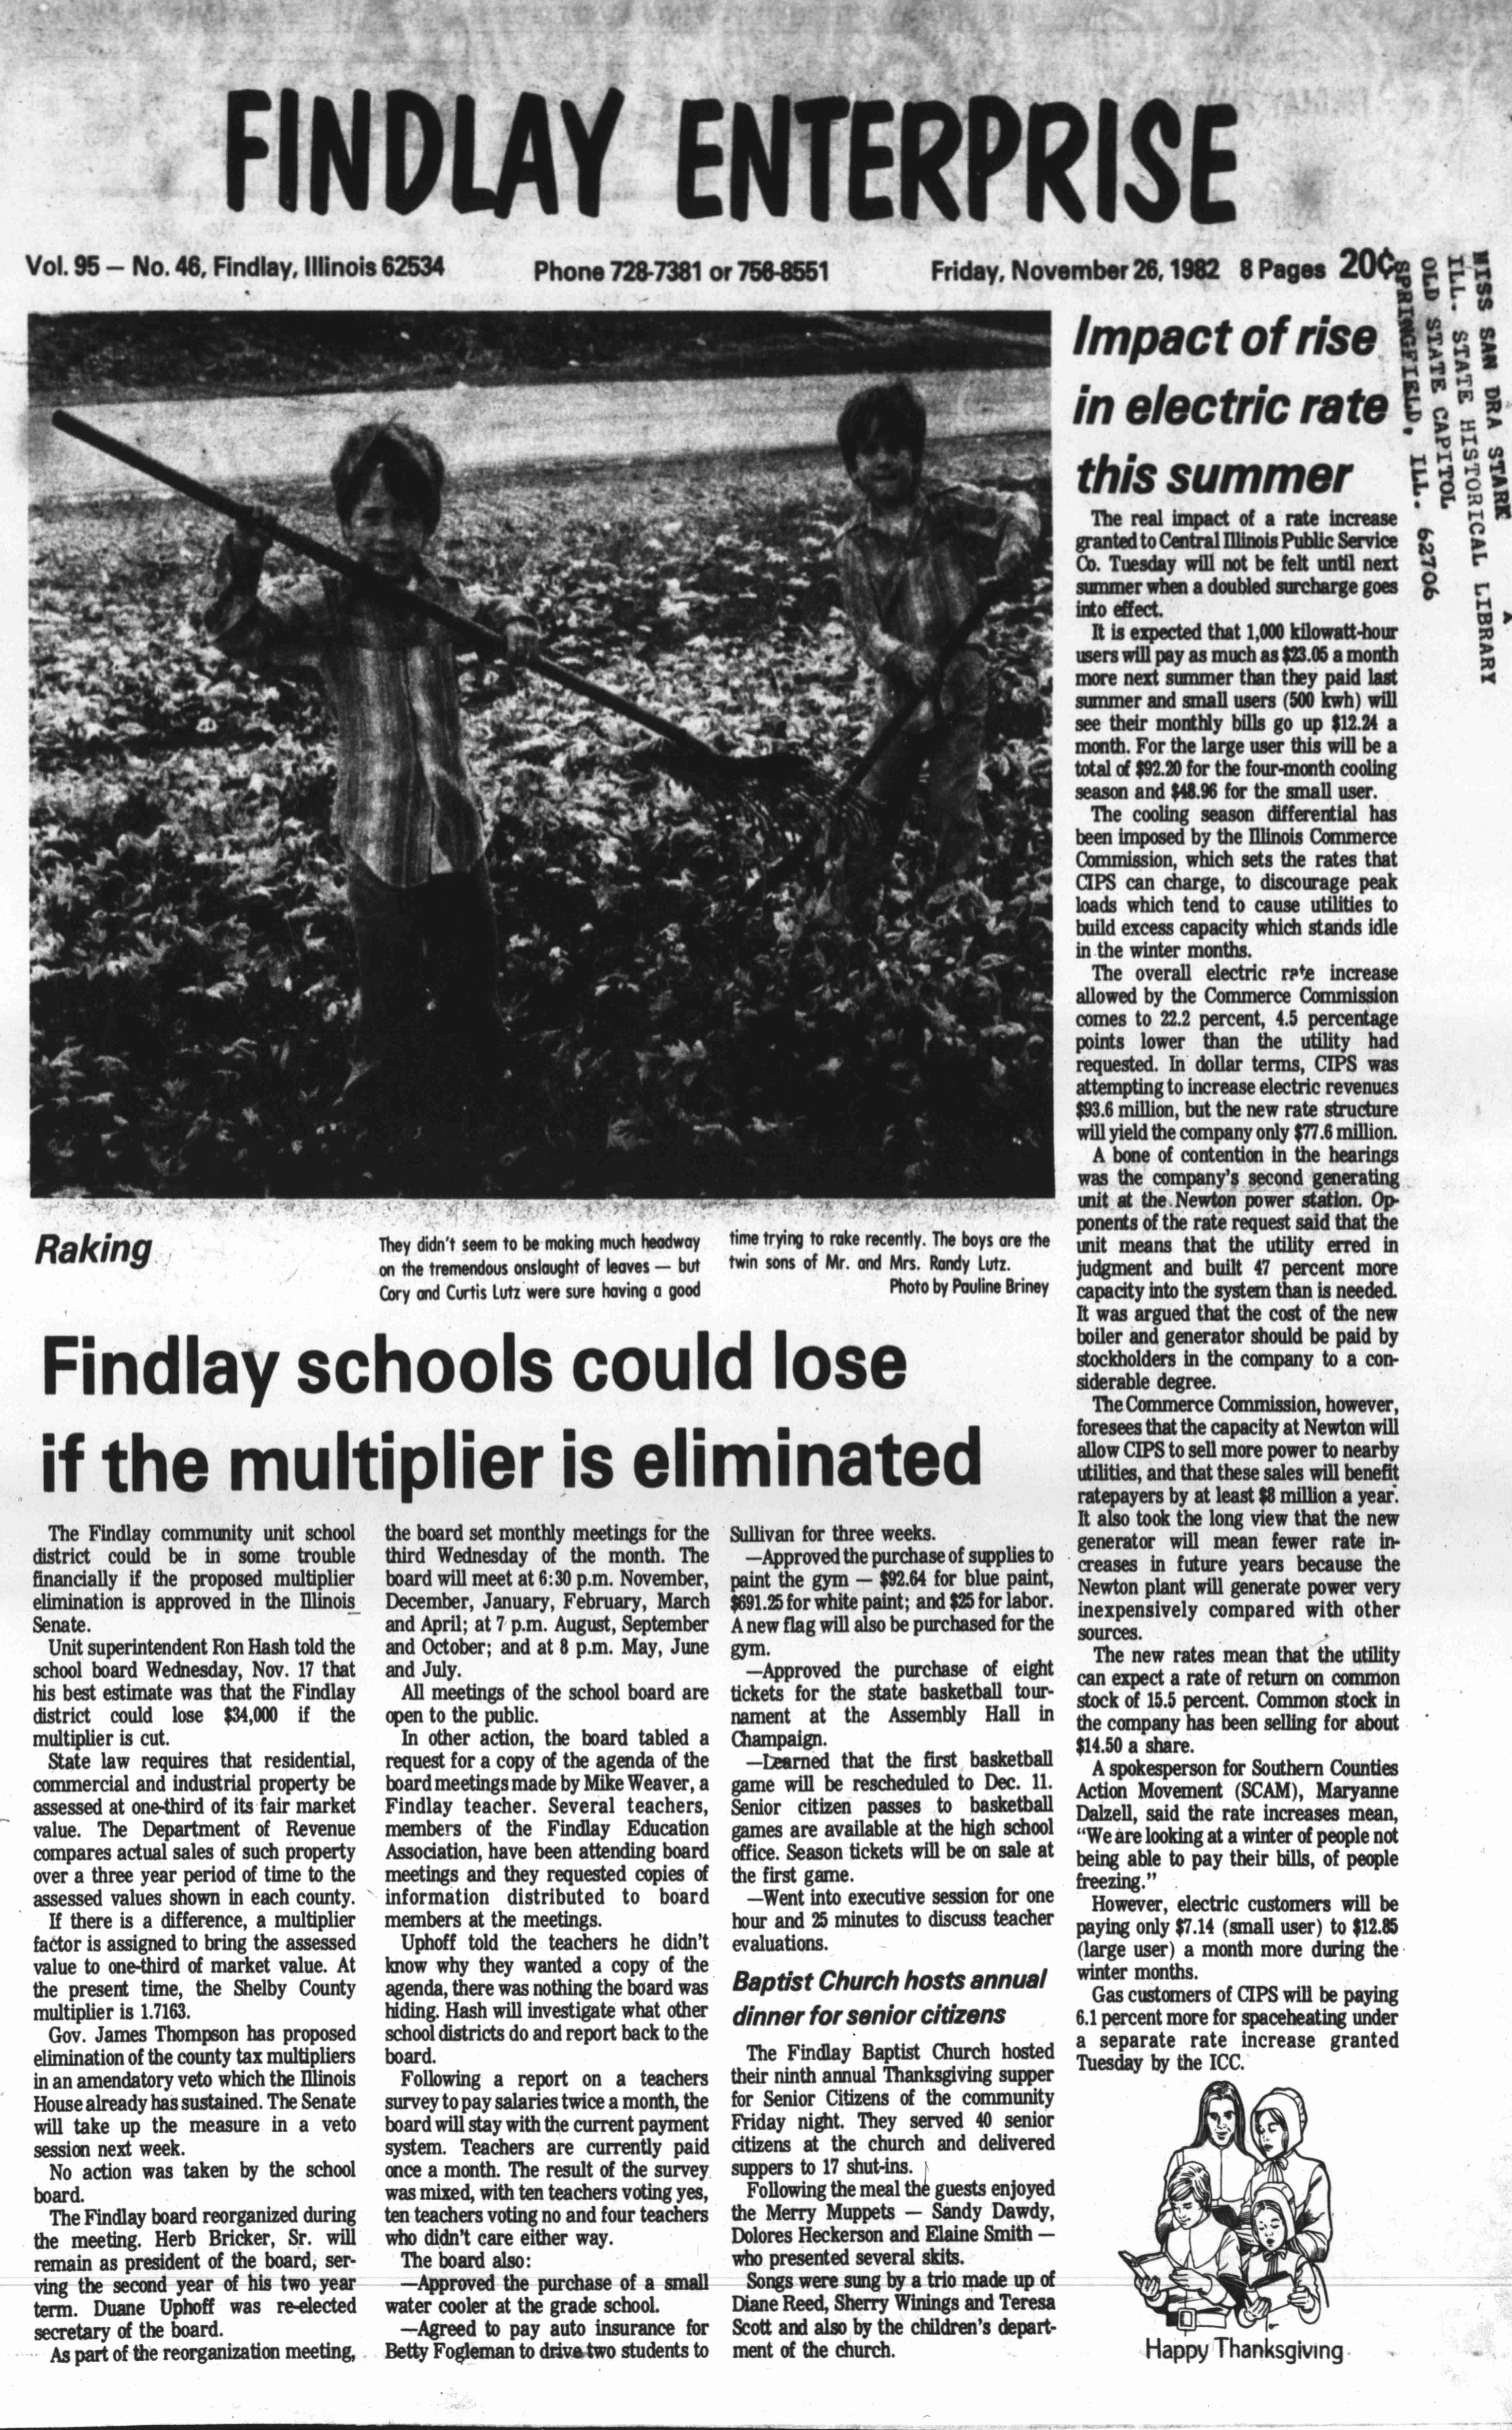 FINDLAY ENTERPRISE
Vol. 95 — No. 46, Findlay, Illinois 62534
Phone 728-7381 or 756-8551
Friday, November 26, 1982 8 Pages 20¢
MISS SAN DRA STARK
ILL. STATE HISTORICAL LIBRARY
OLD STATE CAPITOL
SPRINGFIELD, ILL. 62706
Raking
They didn't seem to be making much headway
on the tremendous onslaught of leaves — but
Cory and Curtis Lutz were sure having a good
time trying to rake recently. The boys are the
twin sons of Mr. and Mrs. Randy Lutz.
Photo by Pauline Briney
Findlay schools could lose
if the multiplier is eliminated
The Findlay community unit school
district could be in some trouble
financially if the proposed multiplier
elimination is approved in the Illinois
Senate.
Unit superintendent Ron Hash told the
school board Wednesday, Nov. 17 that
his best estimate was that the Findlay
district could lose $34,000 if the
multiplier is cut.
State law requires that residential,
commercial and industrial property be
assessed at one-third of its fair market
value. The Department of Revenue
compares actual sales of such property
over a three year period of time to the
assessed values shown in each county.
If there is a difference, a multiplier
factor is assigned to bring the assessed
value to one-third of market value. At
the present time, the Shelby County
multiplier is 1.7163.
Gov. James Thompson has proposed
elimination of the county tax multipliers
in an amendatory veto which the Illinois
House already has sustained. The Senate
will take up the measure in a veto
session next week.
No action was taken by the school
board.
The Findlay board reorganized during
the meeting. Herb Bricker, Sr. will
remain as president of the board, ser-
ving the second year of his two year
term. Duane Uphoff was re-elected
secretary of the board.
As part of the reorganization meeting,
the board set monthly meetings for the
third Wednesday of the month. The
board will meet at 6:30 p.m. November,
December, January, February, March
and April; at 7 p.m. August, September
and October; and at 8 p.m. May, June
and July.
All meetings of the school board are
open to the public.
In other action, the board tabled a
request for a copy of the agenda of the
board meetings made by Mike Weaver, a
Findlay teacher. Several teachers,
members of the Findlay Education
Association, have been attending board
meetings and they requested copies of
information distributed to board
members at the meetings.
Uphoff told the teachers he didn't
know why they wanted a copy of the
agenda, there was nothing the board was
hiding. Hash will investigate what other
school districts do and report back to the
board.
Following a report on a teachers
survey to pay salaries twice a month, the
board will stay with the current payment
system. Teachers are currently paid
once a month. The result of the survey
was mixed, with ten teachers voting yes,
ten teachers voting no and four teachers
who didn't care either way.
The board also:
—Approved the purchase of a small
water cooler at the grade school.
—Agreed to pay auto insurance for
Betty Fogleman to drive two students to
Sullivan for three weeks.
—Approved the purchase of supplies to
paint the gym — $92.64 for blue paint,
$691.25 for white paint; and $25 for labor.
A new flag will also be purchased for the
gym.
—Approved the purchase of eight
tickets for the state basketball tour-
nament at the Assembly Hall in
Champaign.
—Learned that the first basketball
game will be rescheduled to Dec. 11.
Senior citizen passes to basketball
games are available at the high school
office. Season tickets will be on sale at
the first game.
—Went into executive session for one
hour and 25 minutes to discuss teacher
evaluations.
Baptist Church hosts annual
dinner for senior citizens
The Findlay Baptist Church hosted
their ninth annual Thanksgiving supper
for Senior Citizens of the community
Friday night. They served 40 senior
citizens at the church and delivered
suppers to 17 shut-ins.
Following the meal the guests enjoyed
the Merry Muppets — Sandy Dawdy,
Dolores Heckerson and Elaine Smith —
who presented several skits.
Songs were sung by a trio made up of
Diane Reed, Sherry Winings and Teresa
Scott and also by the children's depart-
ment of the church.
Impact of rise
in electric rate
this summer
The real impact of a rate increase
granted to Central Illinois Public Service
Co. Tuesday will not be felt until next
summer when a doubled surcharge goes
into effect.
It is expected that 1,000 kilowatt-hour
users will pay as much as $23.05 a month
more next summer than they paid last
summer and small users (500 kwh) will
see their monthly bills go up $12.24 a
month. For the large user this will be a
total of $92.20 for the four-month cooling
season and $48.96 for the small user.
The cooling season differential has
been imposed by the Illinois Commerce
Commission, which sets the rates that
CIPS can charge, to discourage peak
loads which tend to cause utilities to
build excess capacity which stands idle
in the winter months.
The overall electric rate increase
allowed by the Commerce Commission
comes to 22.2 percent, 4.5 percentage
points lower than the utility had
requested. In dollar terms, CIPS was
attempting to increase electric revenues
$93.6 million, but the new rate structure
will yield the company only $77.6 million.
A bone of contention in the hearings
was the company's second generating
unit at the Newton power station. Op-
ponents of the rate request said that the
unit means that the utility erred in
judgment and built 47 percent more
capacity into the system than is needed.
It was argued that the cost of the new
boiler and generator should be paid by
stockholders in the company to a con-
siderable degree.
The Commerce Commission, however,
foresees that the capacity at Newton will
allow CIPS to sell more power to nearby
utilities, and that these sales will benefit
ratepayers by at least $8 million a year.
It also took the long view that the new
generator will mean fewer rate in-
creases in future years because the
Newton plant will generate power very
inexpensively compared with other
sources.
The new rates mean that the utility
can expect a rate of return on common
stock of 15.5 percent. Common stock in
the company has been selling for about
$14.50 a share.
A spokesperson for Southern Counties
Action Movement (SCAM), Maryanne
Dalzell, said the rate increases mean,
"We are looking at a winter of people not
being able to pay their bills, of people
freezing."
However, electric customers will be
paying only $7.14 (small user) to $12.85
(large user) a month more during the
winter months.
Gas customers of CIPS will be paying
6.1 percent more for spaceheating under
a separate rate increase granted
Tuesday by the ICC.
Happy Thanksgiving